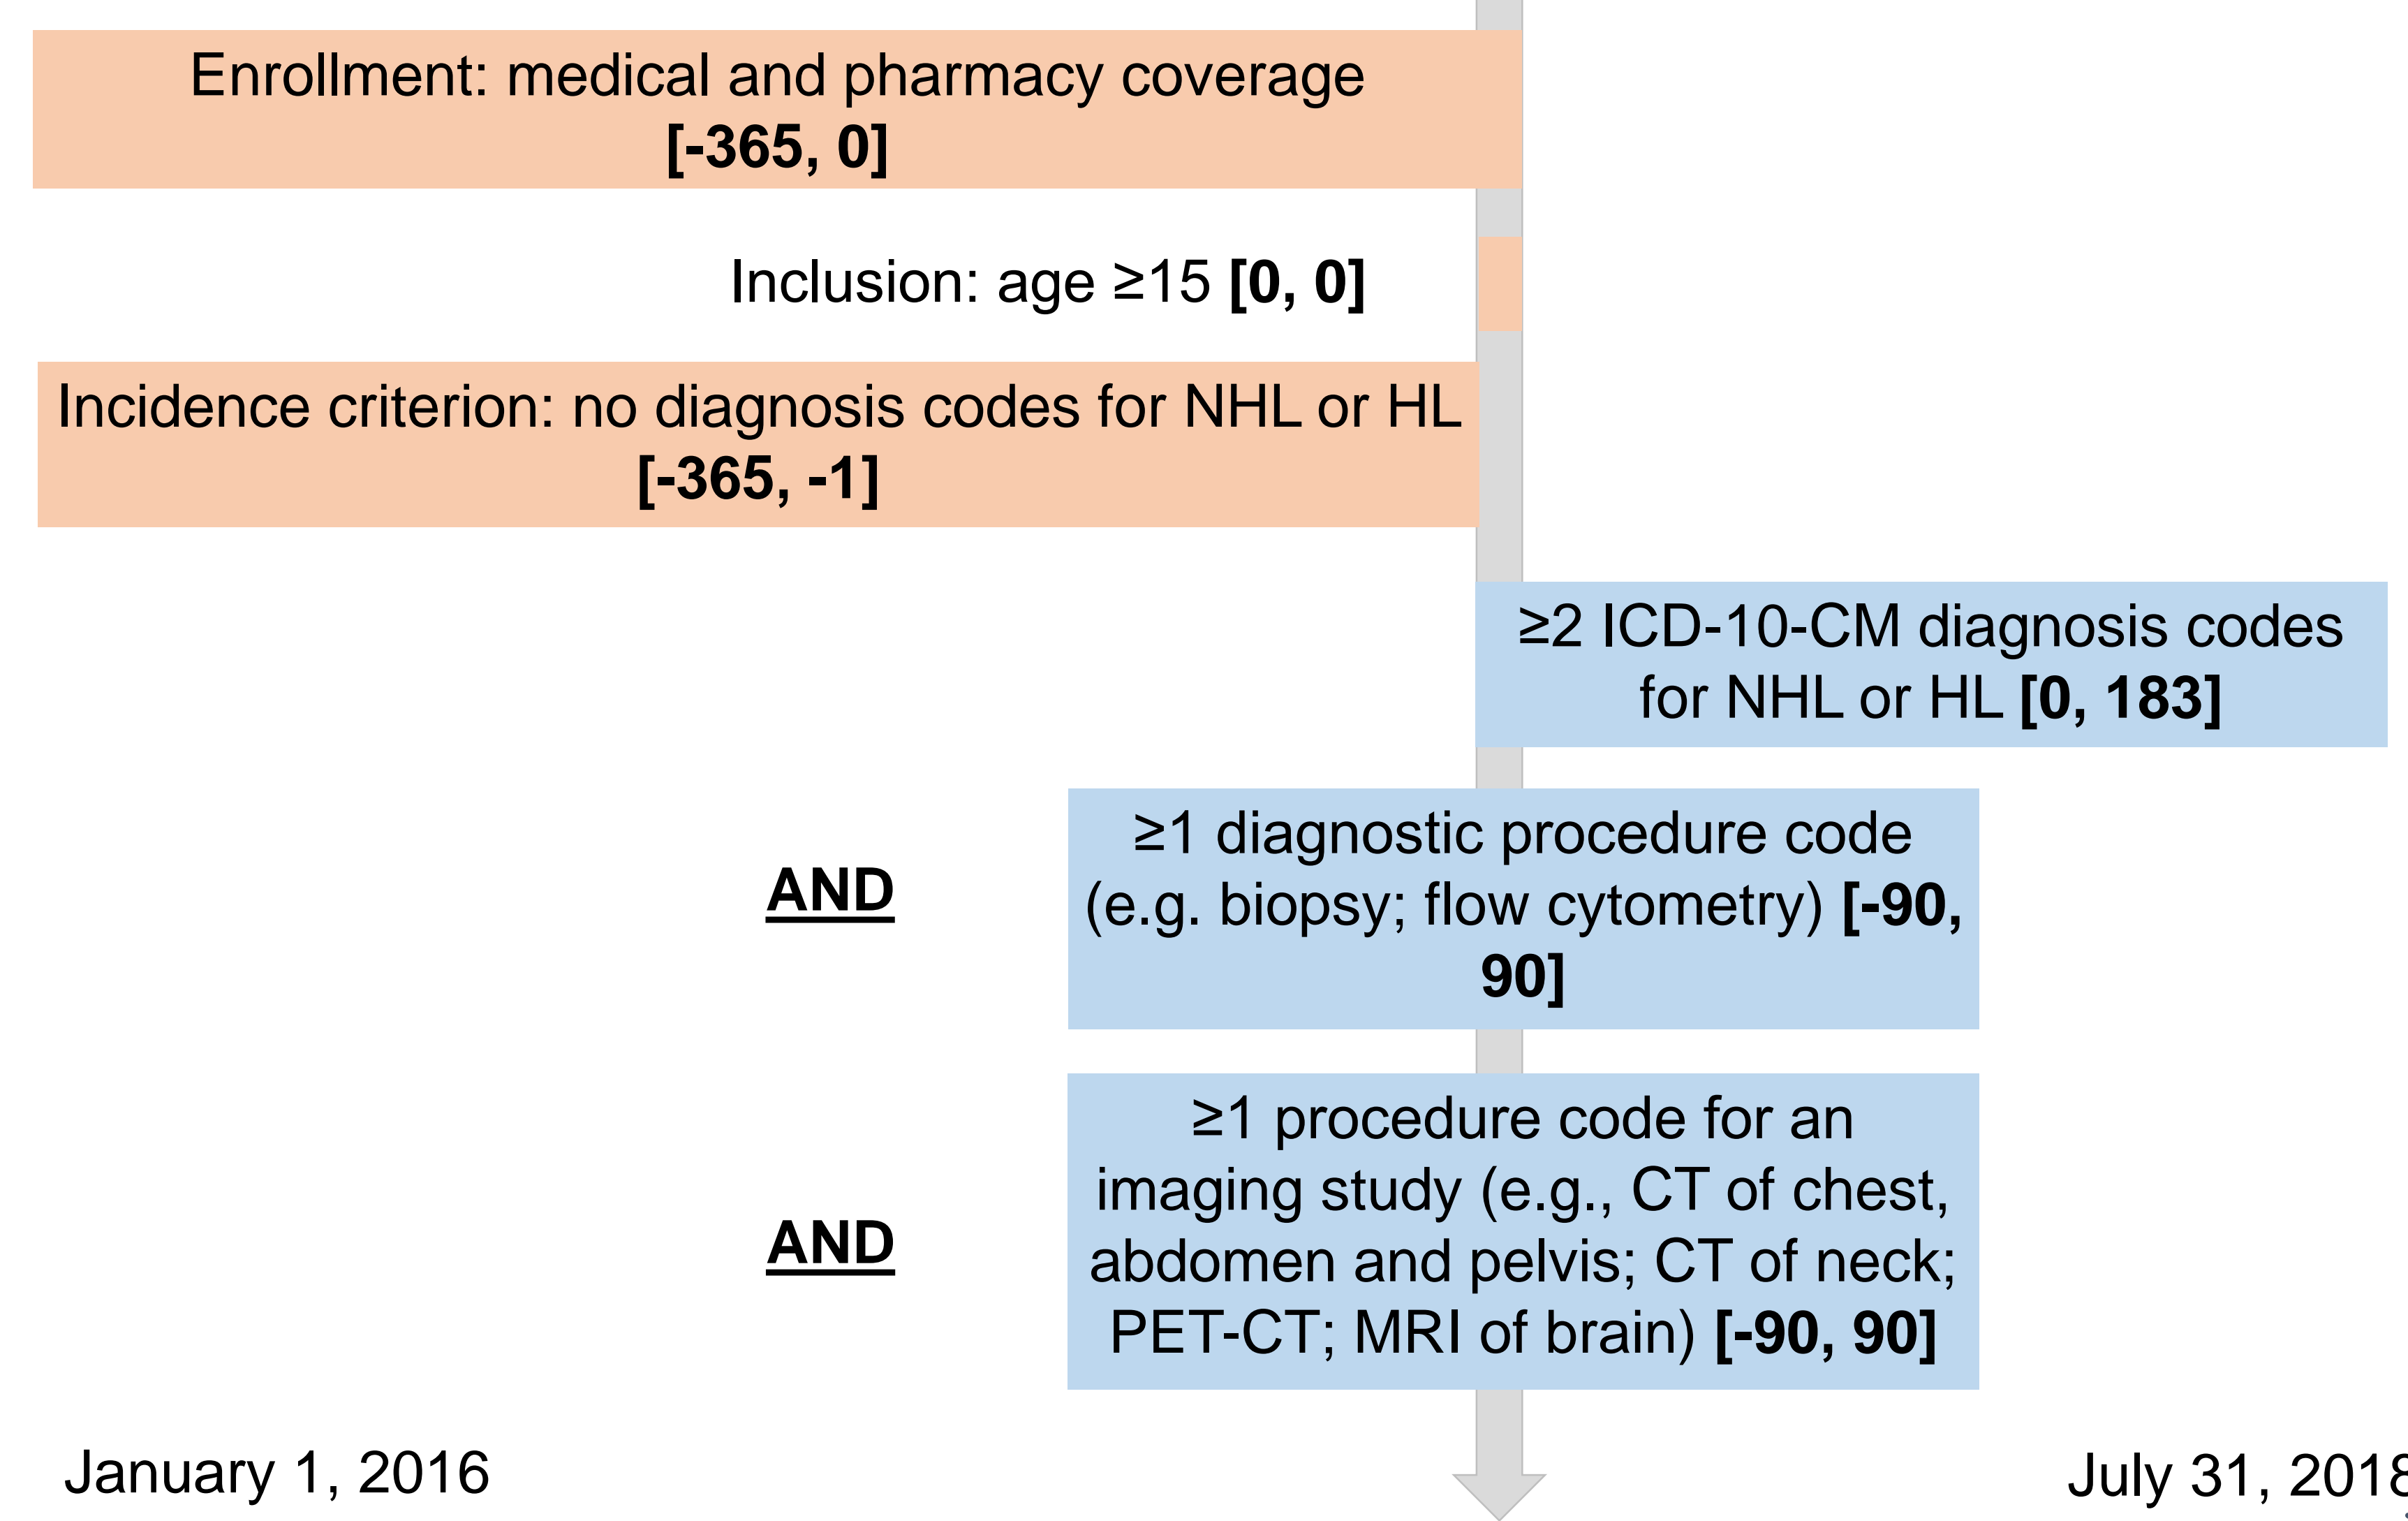 Enrollment: medical and pharmacy coverage
[-365, 0]
Inclusion: age ≥15 [0, 0]
Incidence criterion: no diagnosis codes for NHL or HL
[-365, -1]
≥2 ICD-10-CM diagnosis codes
for NHL or HL [0, 183]
AND
≥1 diagnostic procedure code
(e.g. biopsy; flow cytometry) [-90,
90]
AND
≥1 procedure code for an
imaging study (e.g., CT of chest,
abdomen and pelvis; CT of neck;
PET-CT; MRI of brain) [-90, 90]
January 1, 2016
July 31, 2018